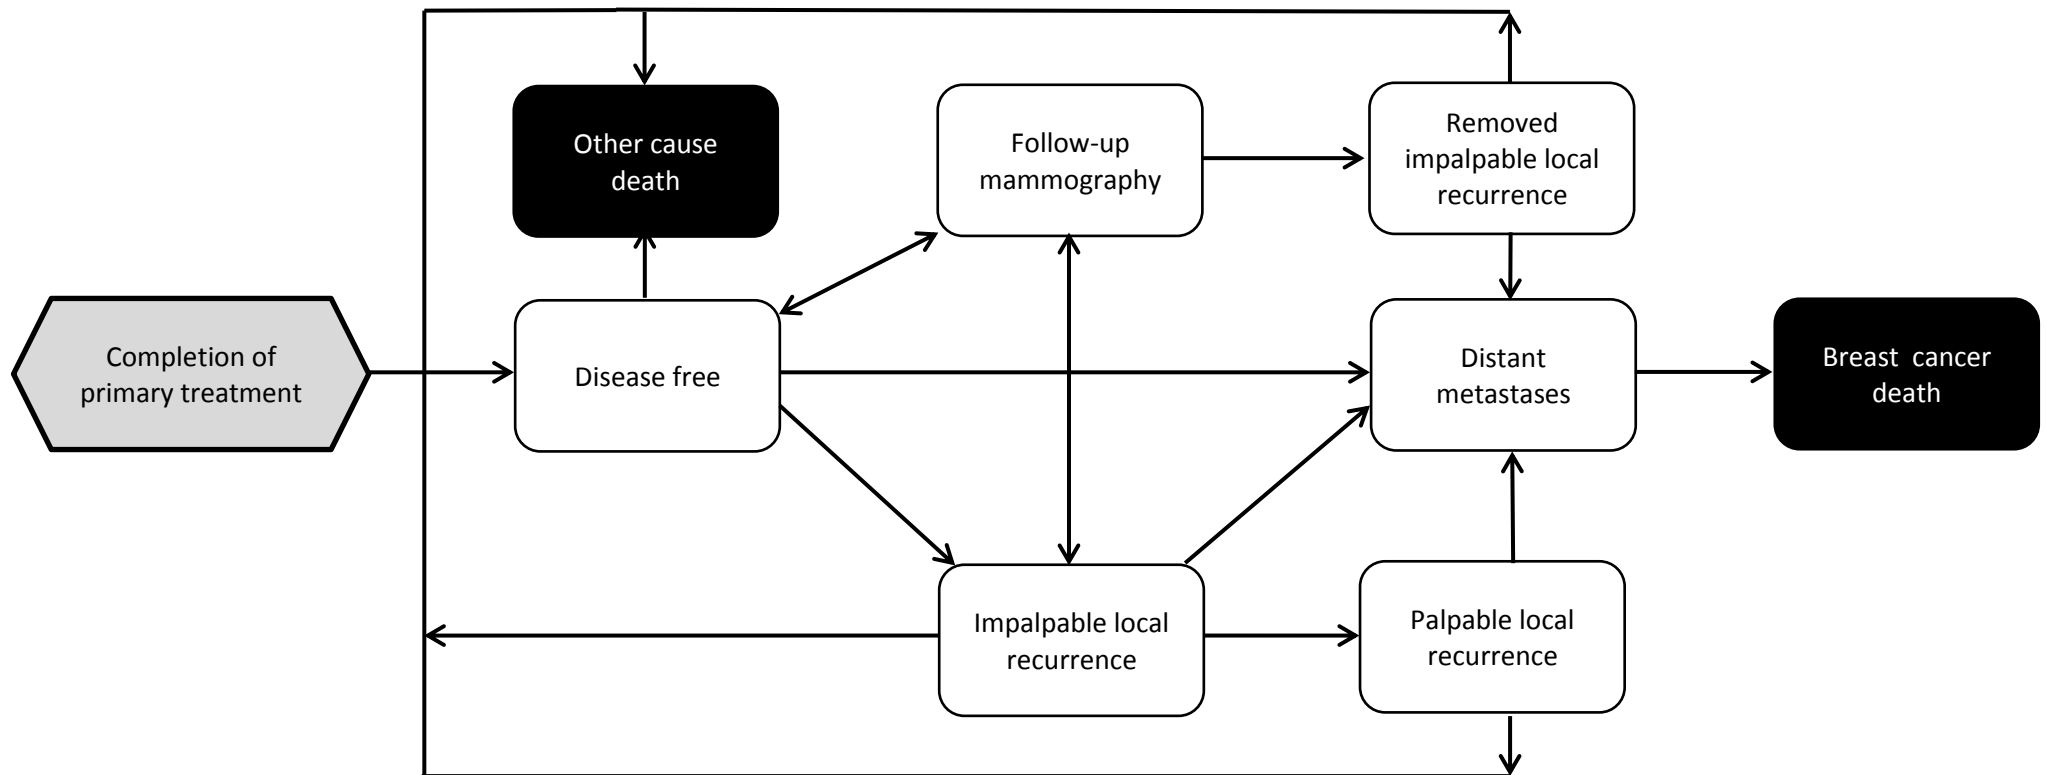 Other cause
death
Follow-up
mammography
Removed
impalpable local
recurrence
Completion of
primary treatment
Disease free
Distant
metastases
Breast  cancer
death
Impalpable local
recurrence
Palpable local
recurrence